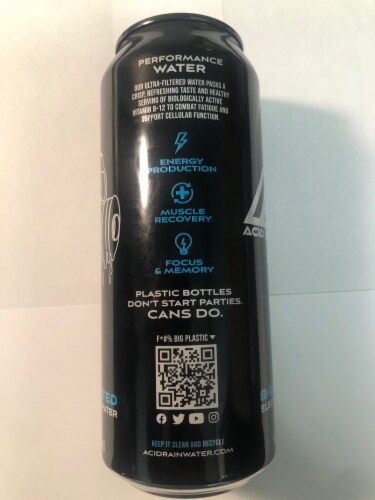 PERFORMANCE
WATER
OUR ULTRA-FILTERED WATER PACKS A
CRISP, REFRESHING TASTE AND HEALTHY
SERVING OF BIOLOGICALLY ACTIVE
VITAMIN B-12 TO COMBAT FATIGUE AND
SUPPORT CELLULAR FUNCTION.
ENERGY
PRODUCTION
MUSCLE
RECOVERY
ACID
FOCUS
& MEMORY
PLASTIC BOTTLES
DON'T START PARTIES.
CANS DO.
F*#% BIG PLASTIC
KEEP IT CLEAN AND RECYCLE
ACIDRAINWATER.COM